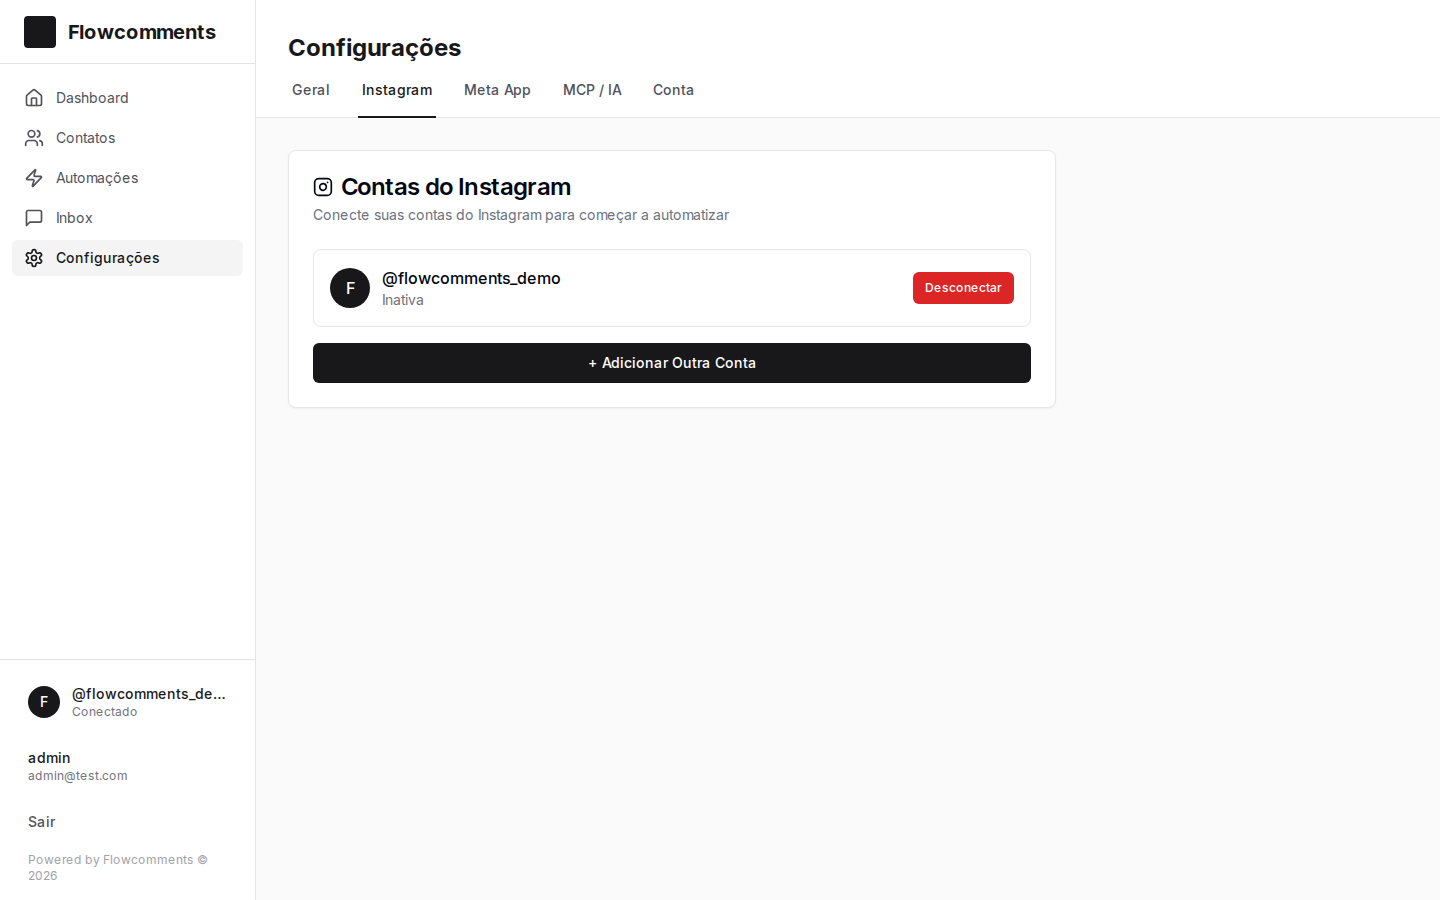 Flowcomments
Dashboard
Contatos
Automações
Inbox
Configurações
@flowcomments_de...
Conectado
admin
admin@test.com
Sair
Powered by Flowcomments ©
2026
Configurações
Geral
Instagram
Meta App
MCP / IA
Conta
Contas do Instagram
Conecte suas contas do Instagram para começar a automatizar
F
@flowcomments_demo
Inativa
Desconectar
+ Adicionar Outra Conta
F